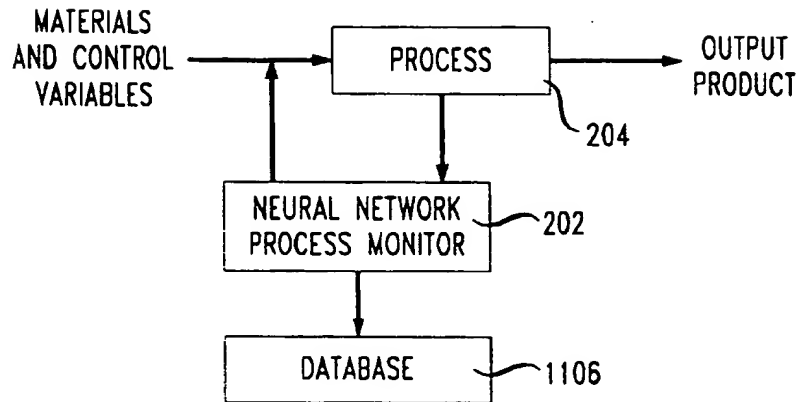 MATERIALS
AND CONTROL
VARIABLES
PROCESS
OUTPUT
PRODUCT
204
NEURAL NETWORK
PROCESS MONITOR
202
DATABASE
1106